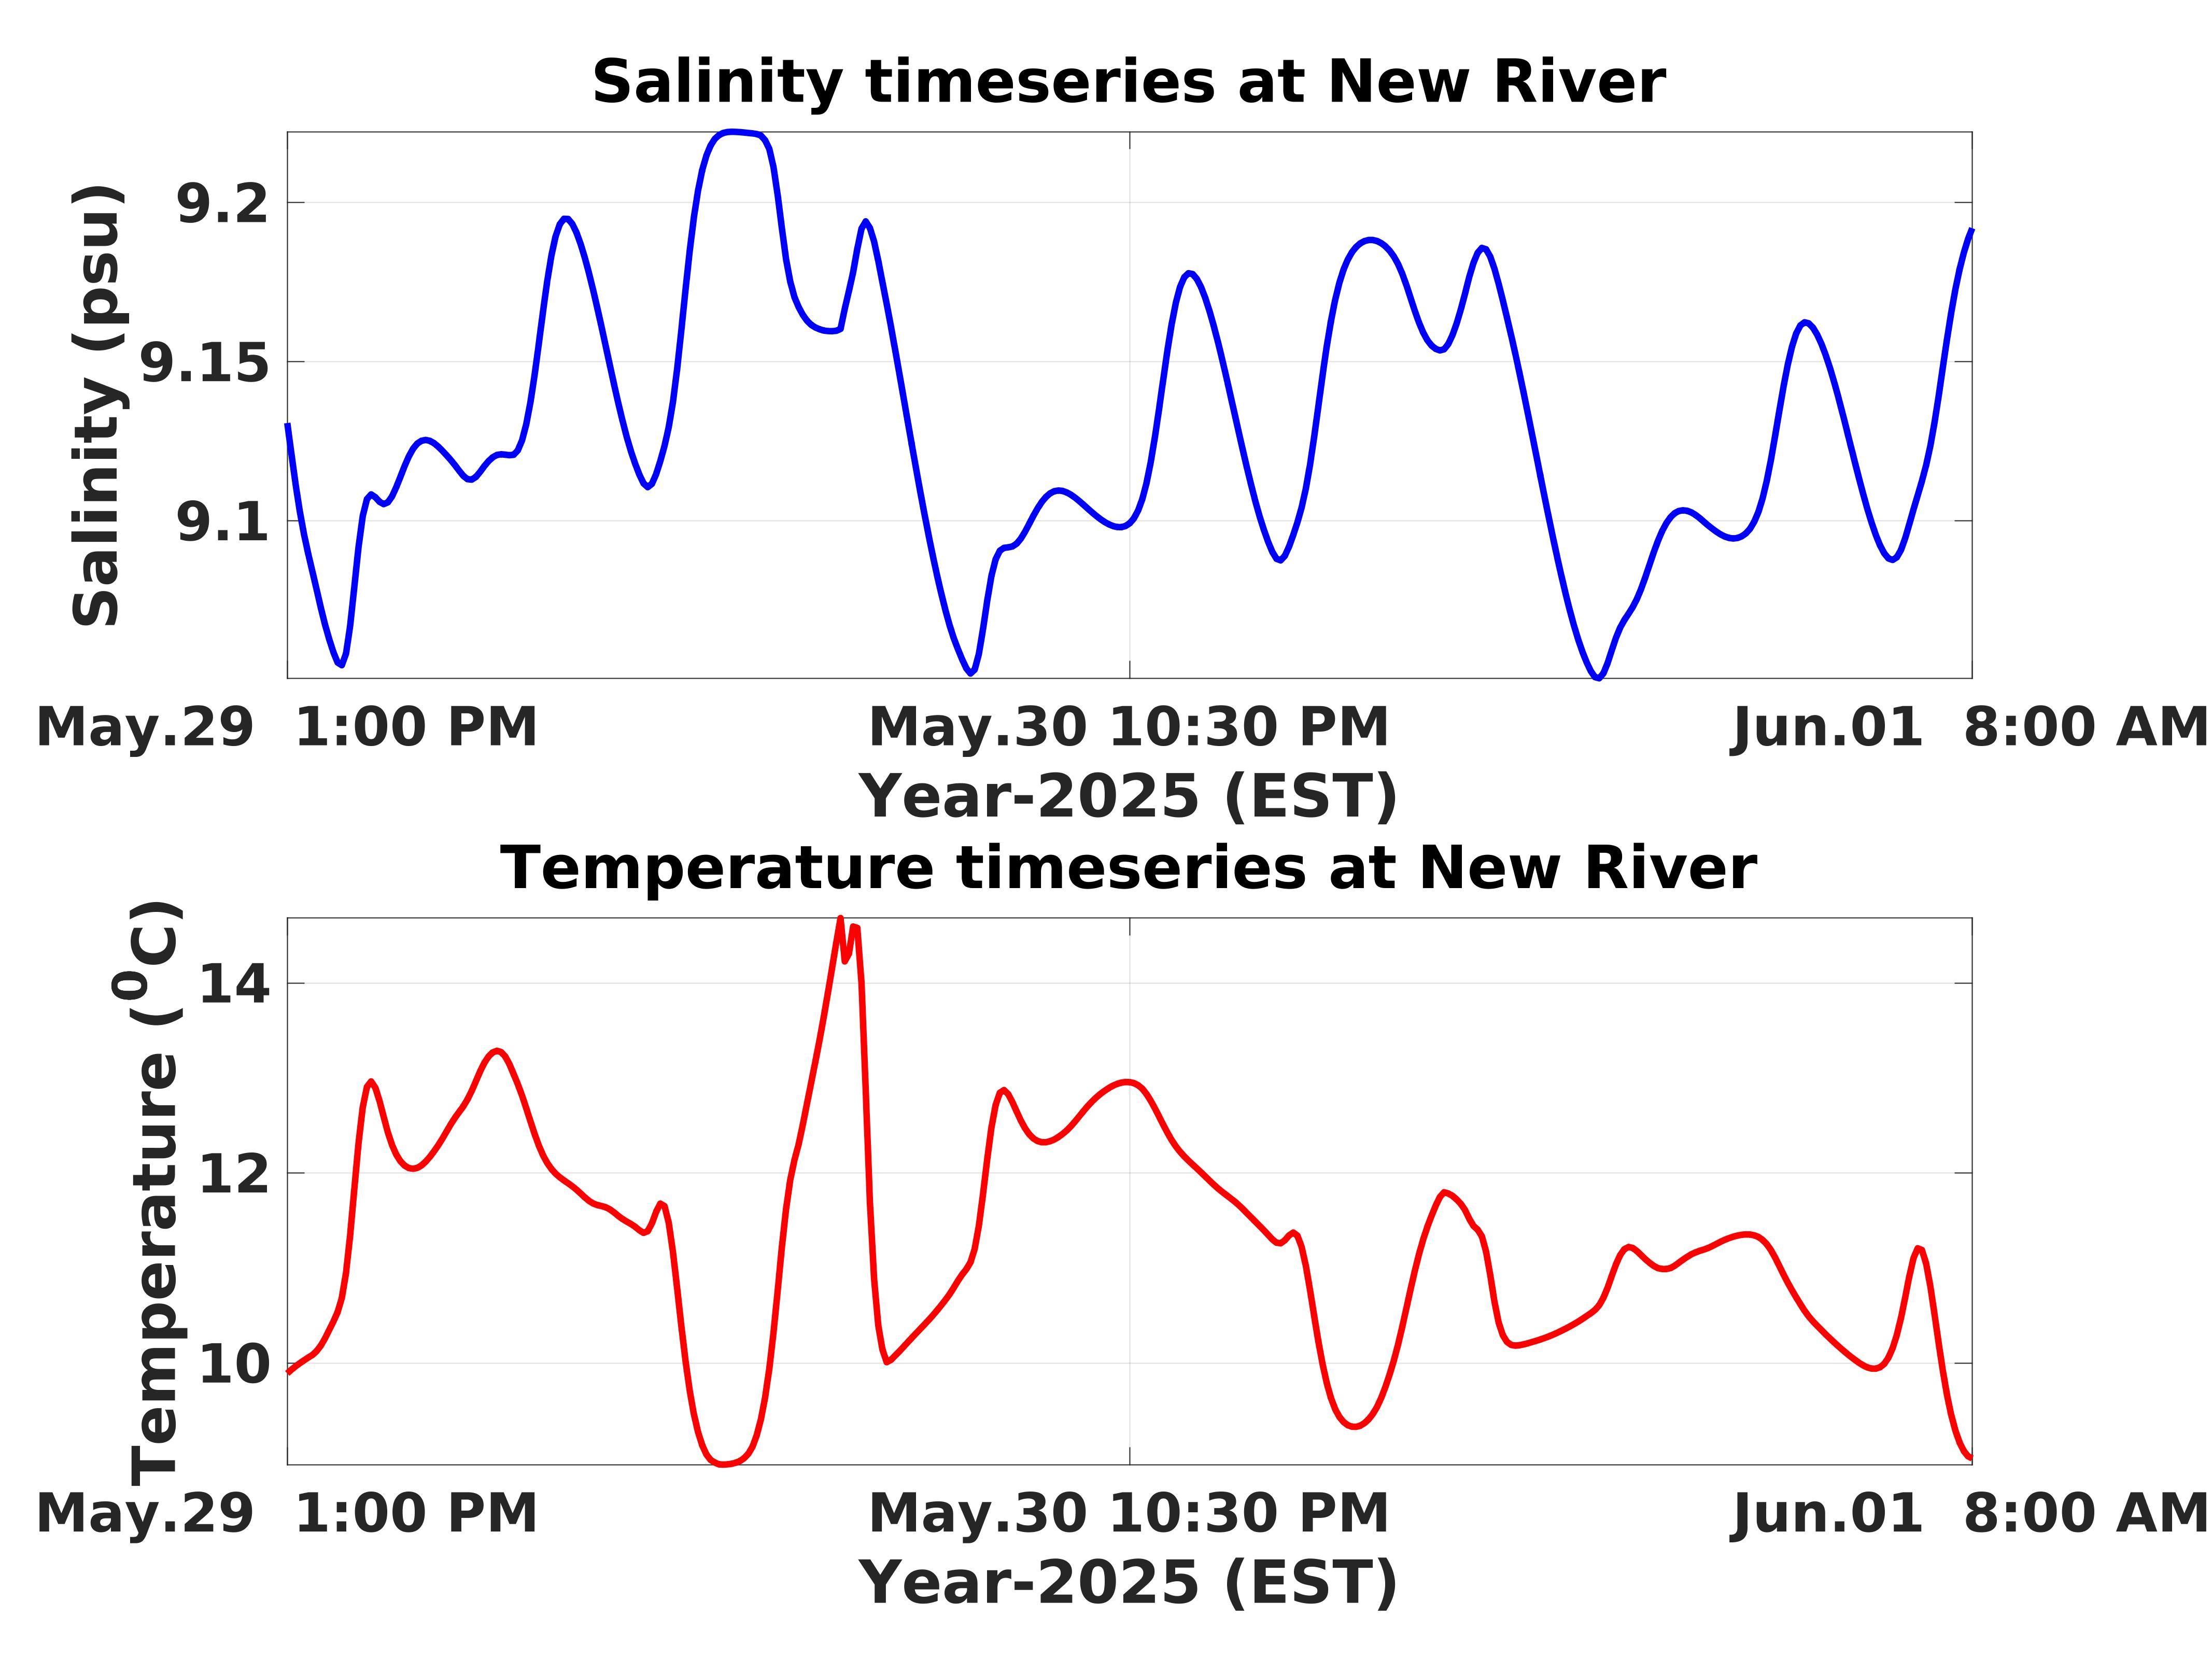 Salinity timeseries at New River
Salinity (psu)
9.2
9.15
9.1
May.29 1:00 PM May.30 10:30 PM Jun.01 8:00 AM
Year-2025 (EST)
Temperature timeseries at New River
Temperature (⁰C)
14
12
10
May.29 1:00 PM May.30 10:30 PM Jun.01 8:00 AM
Year-2025 (EST)